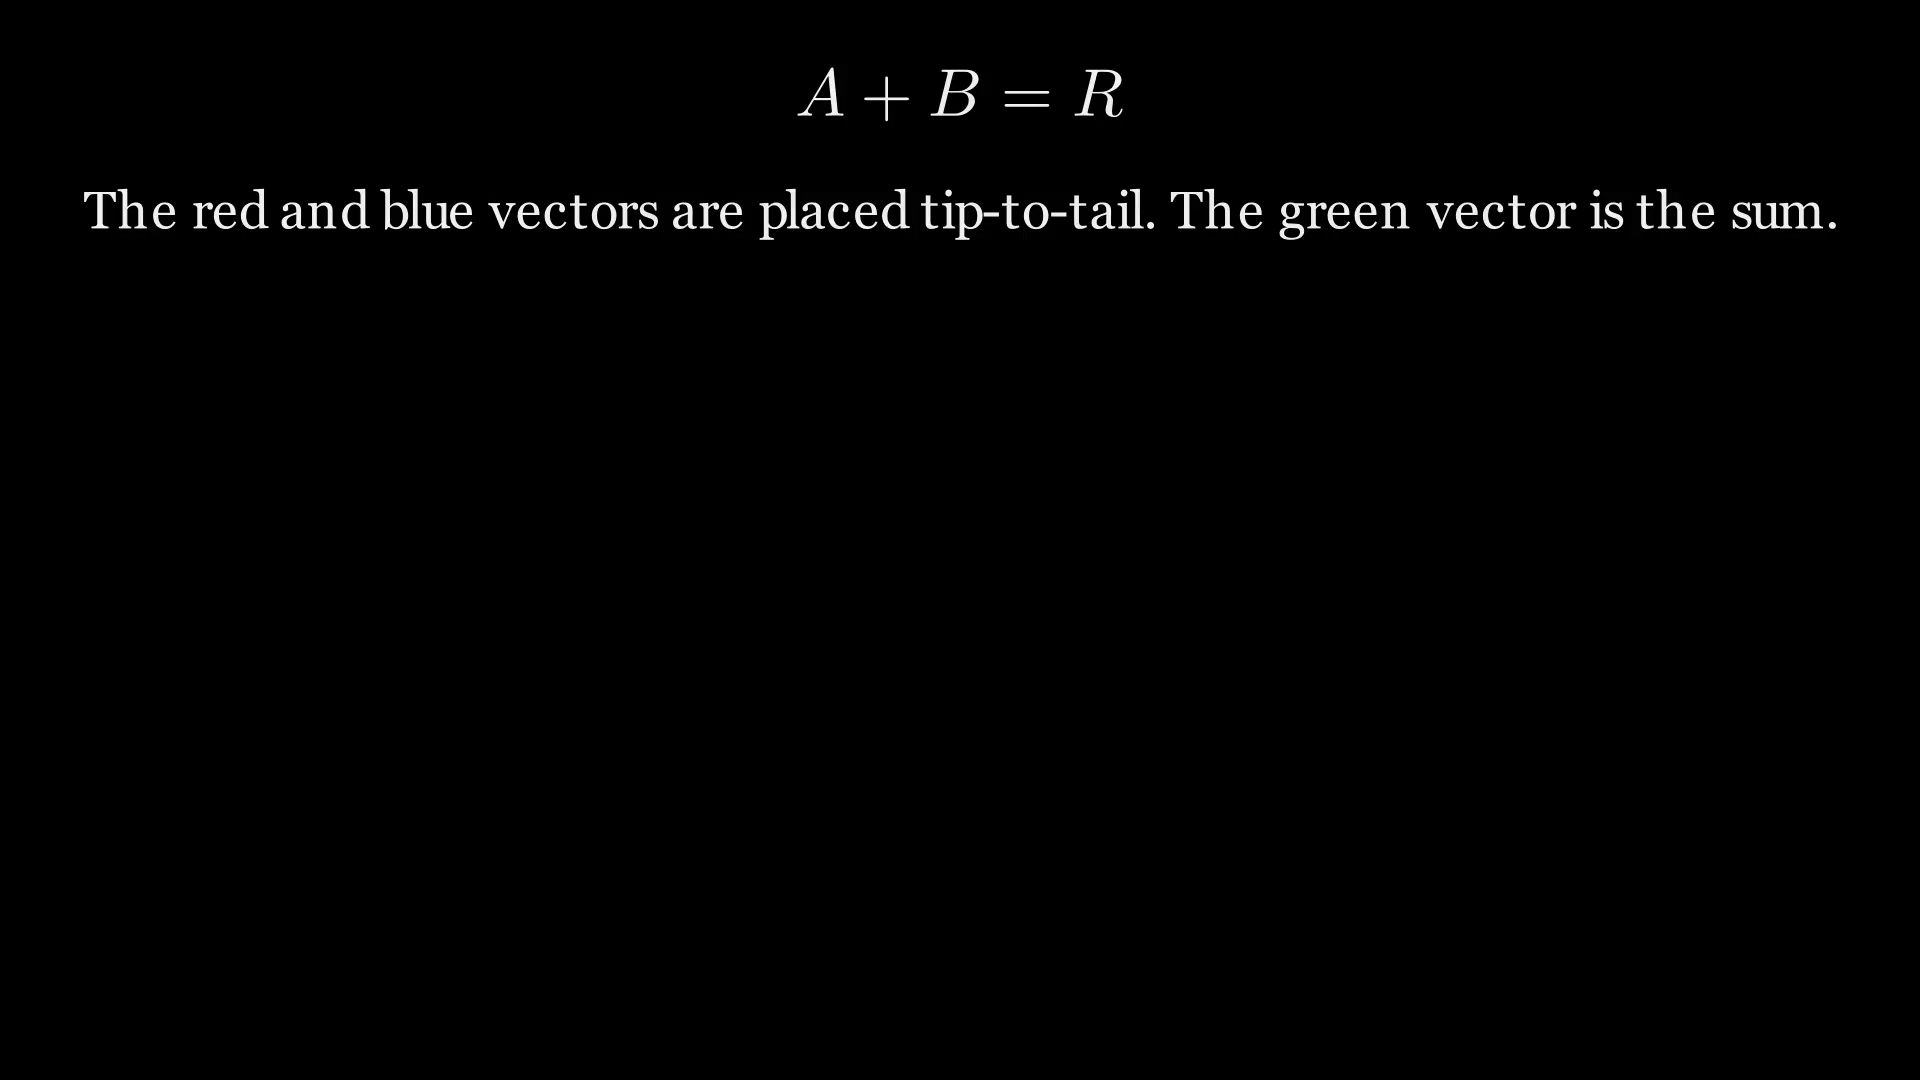 A + B = R
The red and blue vectors are placed tip-to-tail. The green vector is the sum.